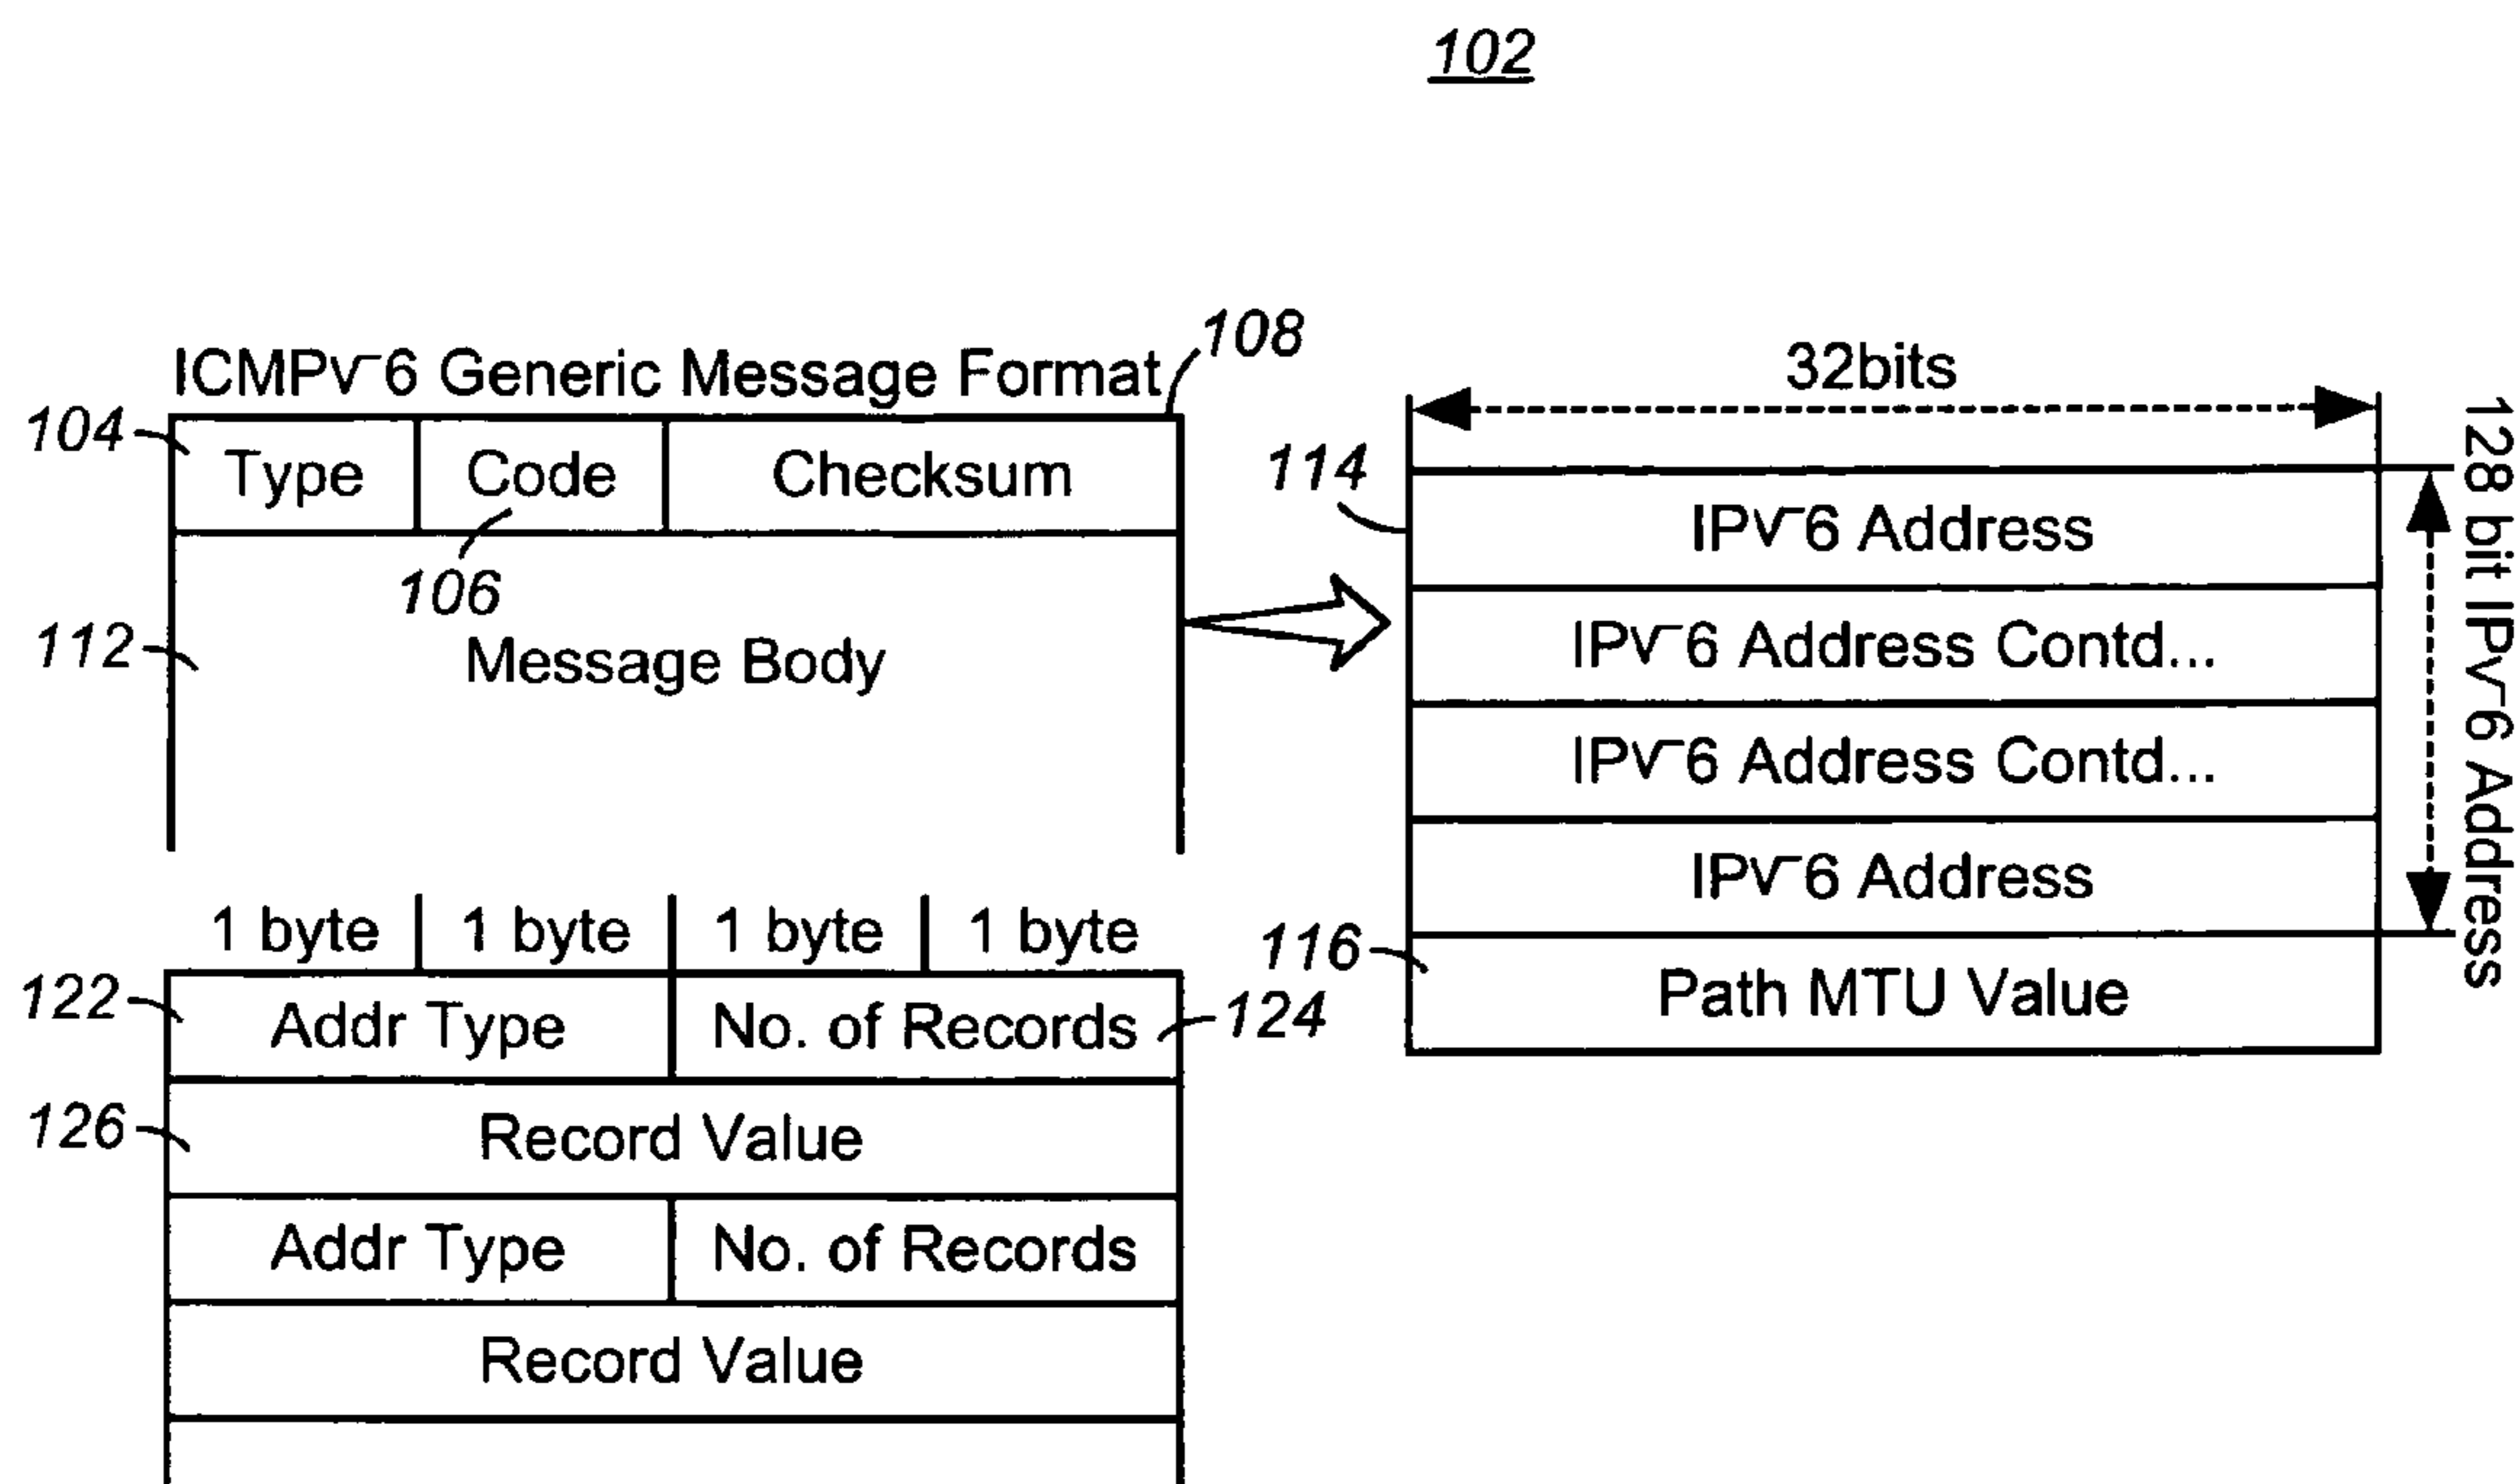 102
ICMPv6 Generic Message Format
108
104
Type Code Checksum
106
112
Message Body
1 byte 1 byte 1 byte 1 byte
122
Addr Type No. of Records
124
126
Record Value
Addr Type No. of Records
Record Value
32bits
114
IPv6 Address
IPv6 Address Contd...
IPv6 Address Contd...
IPv6 Address
116
Path MTU Value
128 bit IPv6 Address